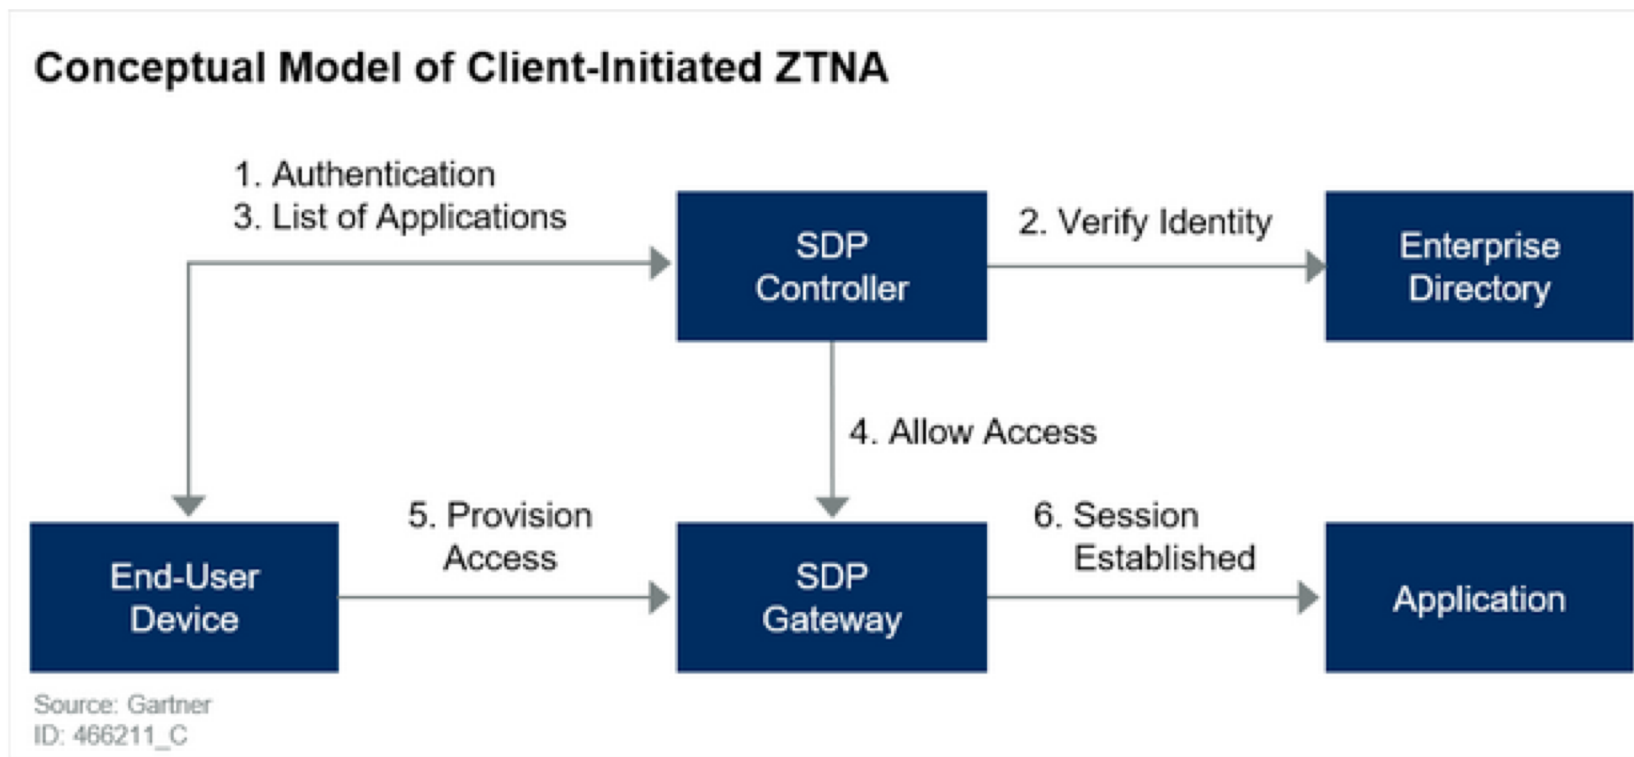 Conceptual Model of Client-Initiated ZTNA
1. Authentication
3. List of Applications
SDP
Controller
2. Verify Identity
Enterprise
Directory
4. Allow Access
End-User
Device
5. Provision
Access
SDP
Gateway
6. Session
Established
Application
Source: Gartner
ID: 466211_C